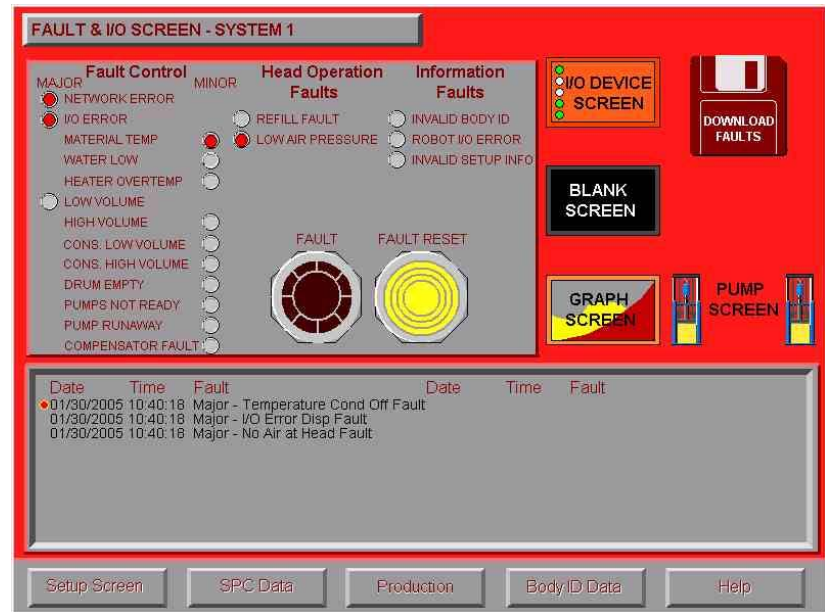 FAULT & I/O SCREEN - SYSTEM 1
Fault Control
MAJOR
MINOR
NETWORK ERROR
I/O ERROR
MATERIAL TEMP
WATER LOW
HEATER OVERTEMP
LOW VOLUME
HIGH VOLUME
CONS. LOW VOLUME
CONS. HIGH VOLUME
DRUM EMPTY
PUMPS NOT READY
PUMP RUNAWAY
COMPENSATOR FAULT
Head Operation
Faults
REFILL FAULT
LOW AIR PRESSURE
Information
Faults
INVALID BODY ID
ROBOT I/O ERROR
INVALID SETUP INFO
FAULT
FAULT RESET
I/O DEVICE
SCREEN
DOWNLOAD
FAULTS
BLANK
SCREEN
GRAPH
SCREEN
PUMP
SCREEN
Date Time Fault Date Time Fault
01/30/2005 10:40:18 Major - Temperature Cond Off Fault
01/30/2005 10:40:18 Major - I/O Error Disp Fault
01/30/2005 10:40:18 Major - No Air at Head Fault
Setup Screen
SPC Data
Production
Body ID Data
Help